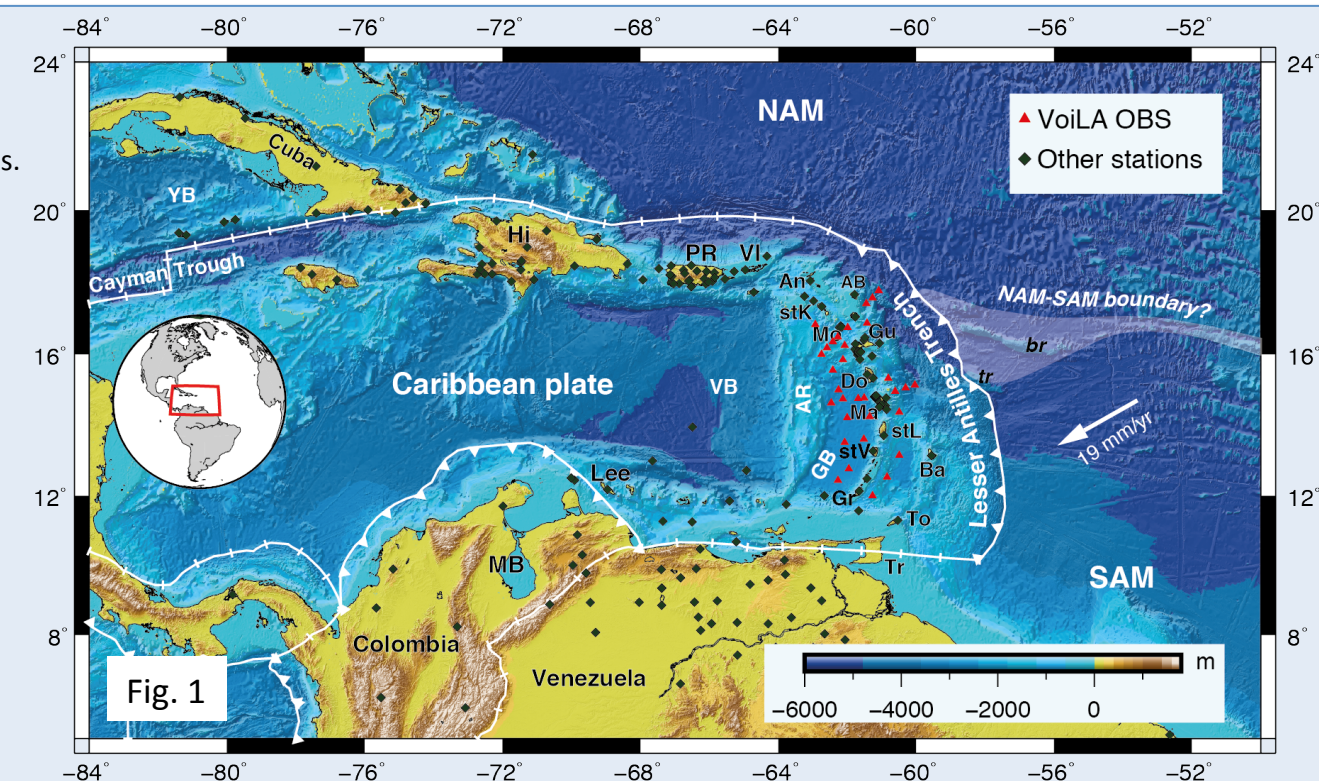 −84° −80° −76° −72° −68° −64° −60° −56° −52°
24° 24°
NAM
VoiLA OBS
Other stations
s.
Cuba
YB
20° 20°
Hi
PR VI
Cayman Trough
An AB
stK
NAM-SAM boundary?
Mo Gu
br
16° 16°
tr
Lesser Antilles Trench
Caribbean plate
VB
AR
Do
Ma
stL
19 mm/yr
stV
GB
Ba
Lee
12° 12°
Gr
To
MB
Tr
SAM
8° 8°
Colombia
Venezuela
m
Fig. 1
−6000 −4000 −2000 0
−84° −80° −76° −72° −68° −64° −60° −56° −52°